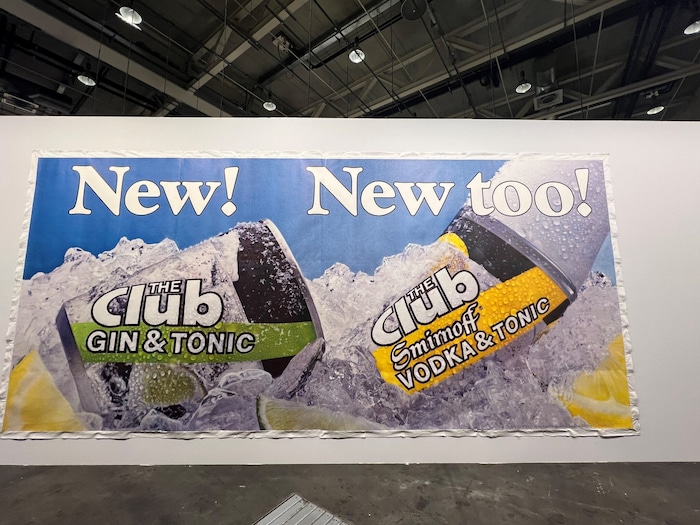 New! New too!
THE
Club
GIN & TONIC
THE
Club
Smirnoff
VODKA & TONIC